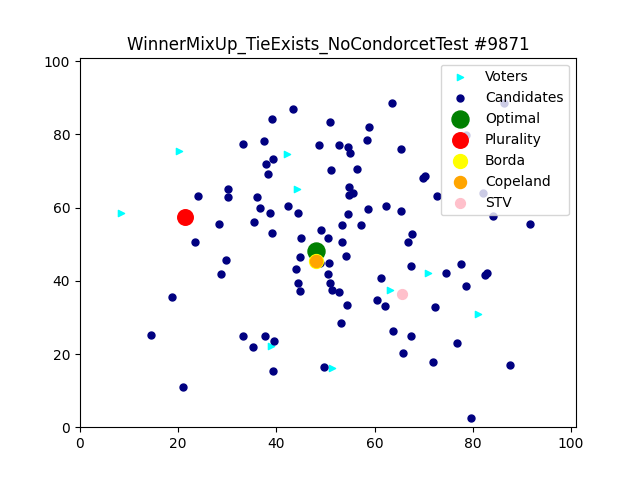 WinnerMixUp_TieExists_NoCondorcetTest #9871
100
80
60
40
20
0
0 20 40 60 80 100
Voters
Candidates
Optimal
Plurality
Borda
Copeland
STV